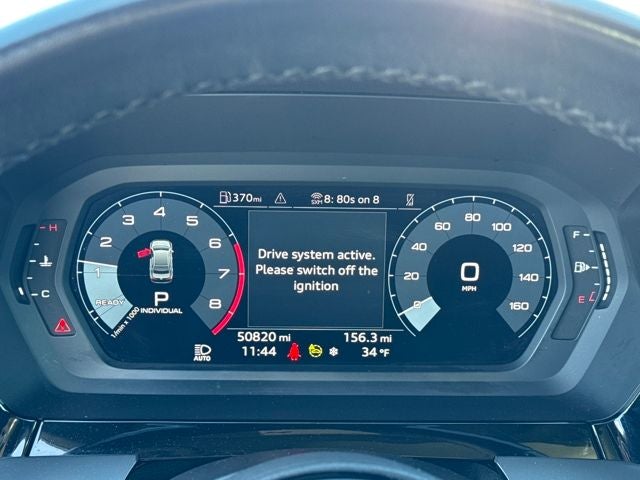 370mi
SXM 8: 80s on 8
H
C
1 2 3 4 5 6 7 8
READY
1/min x 1000
P
INDIVIDUAL
Drive system active.
Please switch off the
ignition
0 20 40 60 80 100 120 140 160
0
MPH
F
E
50820 mi 156.3 mi
AUTO
11:44 34 °F